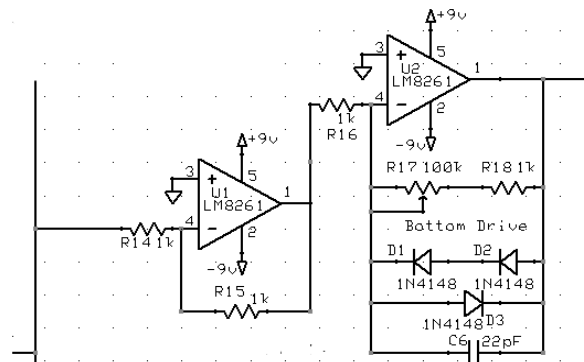 +9v
3
5
U2
1
LM8261
4
2
1k
R16
-9v
+9v
R17 100k
R18 1k
3
5
U1
1
LM8261
Bottom Drive
4
R14 1k
2
D1
D2
-9v
1N4148
1N4148
R15
1k
1N4148 D3
C6 22pF